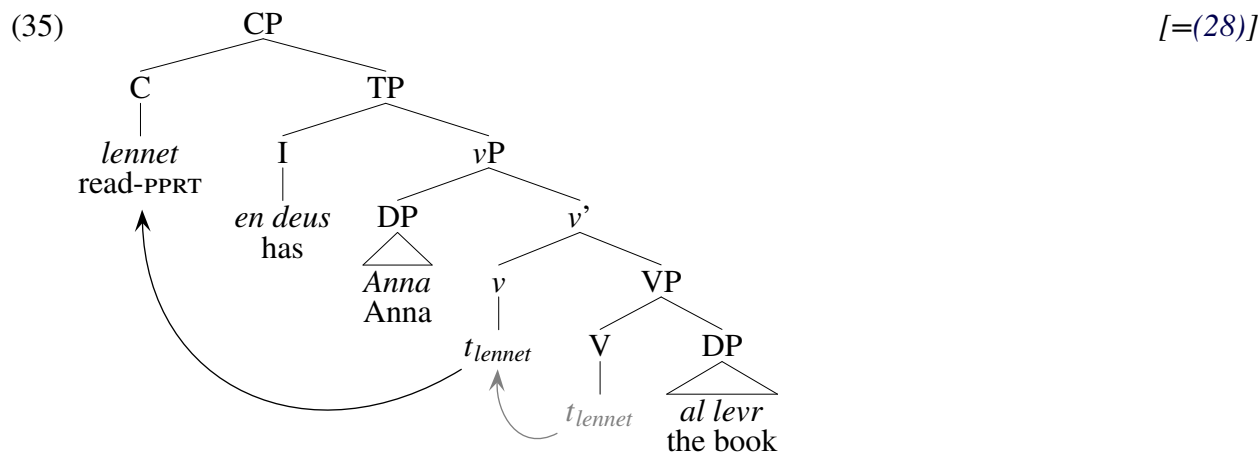 (35) CP [=(28)]
C TP
lennet I vP
read-PPRT
en deus DP v’
has
Anna v VP
Anna
t_lennet V DP
t_lennet al levr
the book